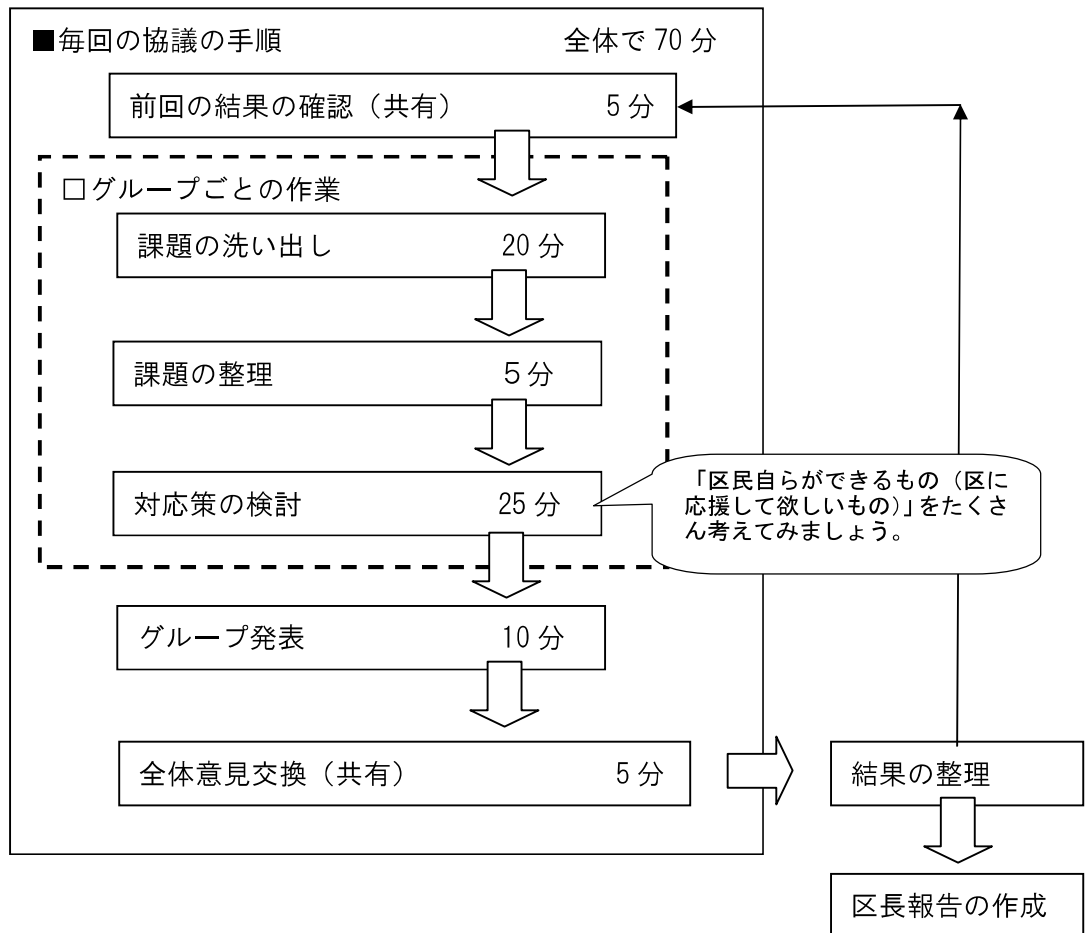 ■毎回の協議の手順 全体で 70 分
前回の結果の確認（共有） 5 分
□グループごとの作業
課題の洗い出し 20 分
課題の整理 5 分
対応策の検討 25 分
「区民自らができるもの（区に
応援して欲しいもの）」をたくさ
ん考えてみましょう。
グループ発表 10 分
全体意見交換（共有） 5 分
結果の整理
区長報告の作成